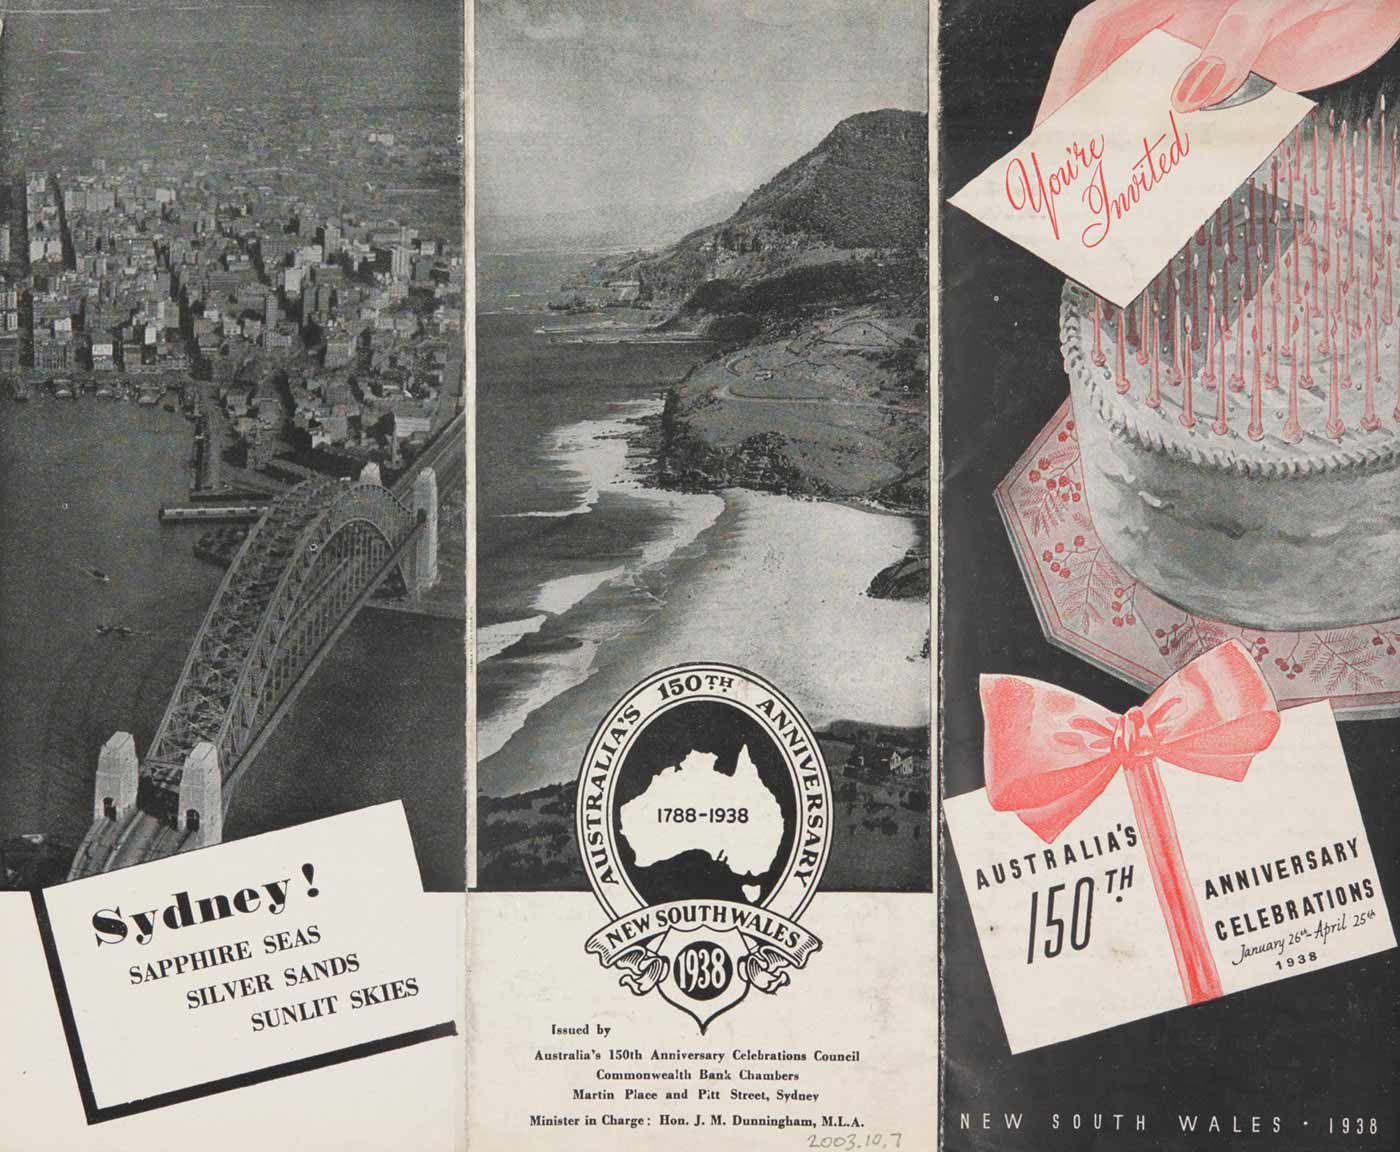 Sydney!
SAPPHIRE SEAS
SILVER SANDS
SUNLIT SKIES
AUSTRALIA'S 150TH ANNIVERSARY
1788-1938
NEW SOUTH WALES
1938
Issued by
Australia's 150th Anniversary Celebrations Council
Commonwealth Bank Chambers
Martin Place and Pitt Street, Sydney
Minister in Charge: Hon. J. M. Dunningham, M.L.A.
2003.10.7
You're
Invited
AUSTRALIA'S
150TH
ANNIVERSARY
CELEBRATIONS
January 26th - April 25th
1938
NEW SOUTH WALES · 1938